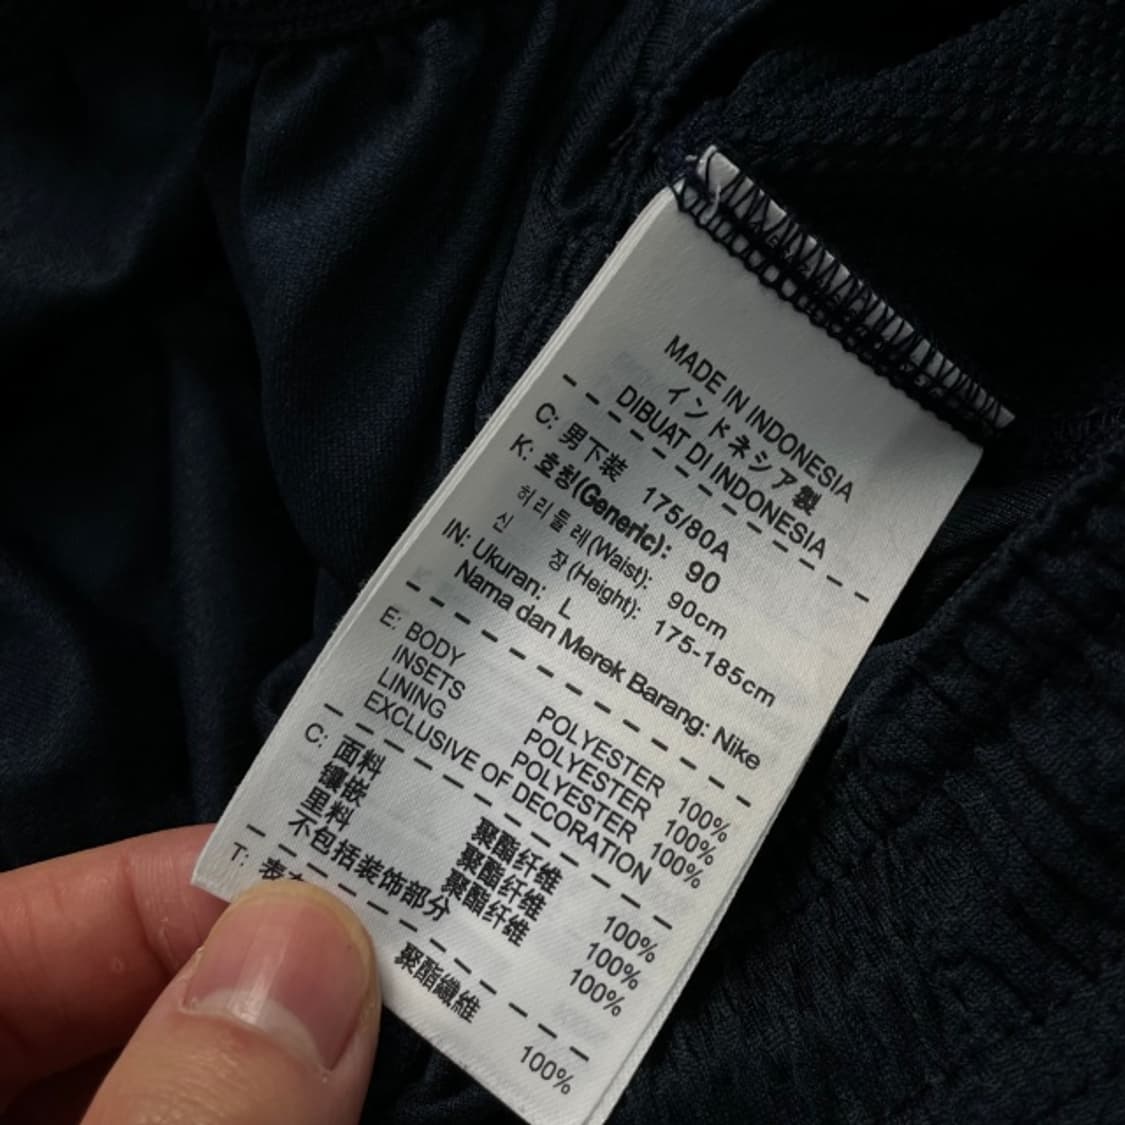 MADE IN INDONESIA
インドネシア製
DIBUAT DI INDONESIA
C: 男下装 175/80A
K: 호칭(Generic): 90
허리둘레(Waist): 90cm
신 장(Height): 175-185cm
IN: Ukuran: L
Nama dan Merek Barang: Nike
E: BODY POLYESTER 100%
INSETS POLYESTER 100%
LINING POLYESTER 100%
EXCLUSIVE OF DECORATION
C: 面料 聚酯纤维 100%
镶嵌 聚酯纤维 100%
里料 聚酯纤维 100%
不包括装饰部分
T: 聚酯纖維 100%